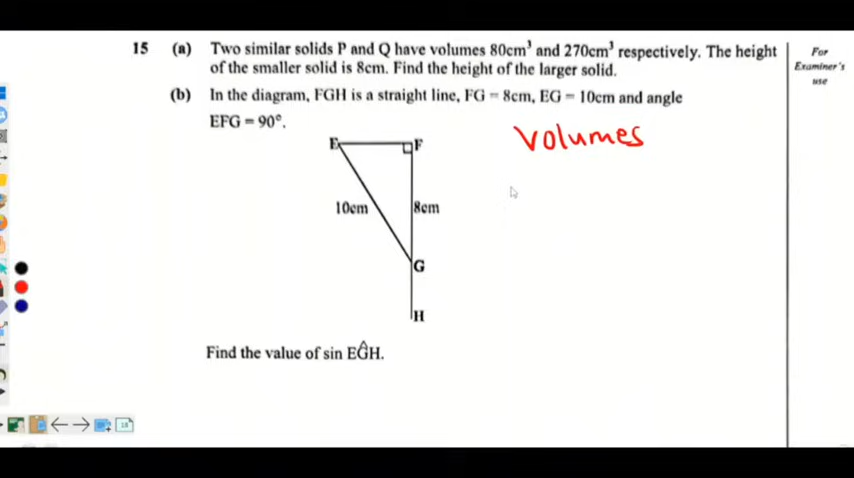 15 (a) Two similar solids P and Q have volumes 80cm³ and 270cm³ respectively. The height
of the smaller solid is 8cm. Find the height of the larger solid.
For
Examiner's
use
(b) In the diagram, FGH is a straight line, FG = 8cm, EG = 10cm and angle
EFG = 90°.
volumes
E F
10cm 8cm
G
H
Find the value of sin EĜH.